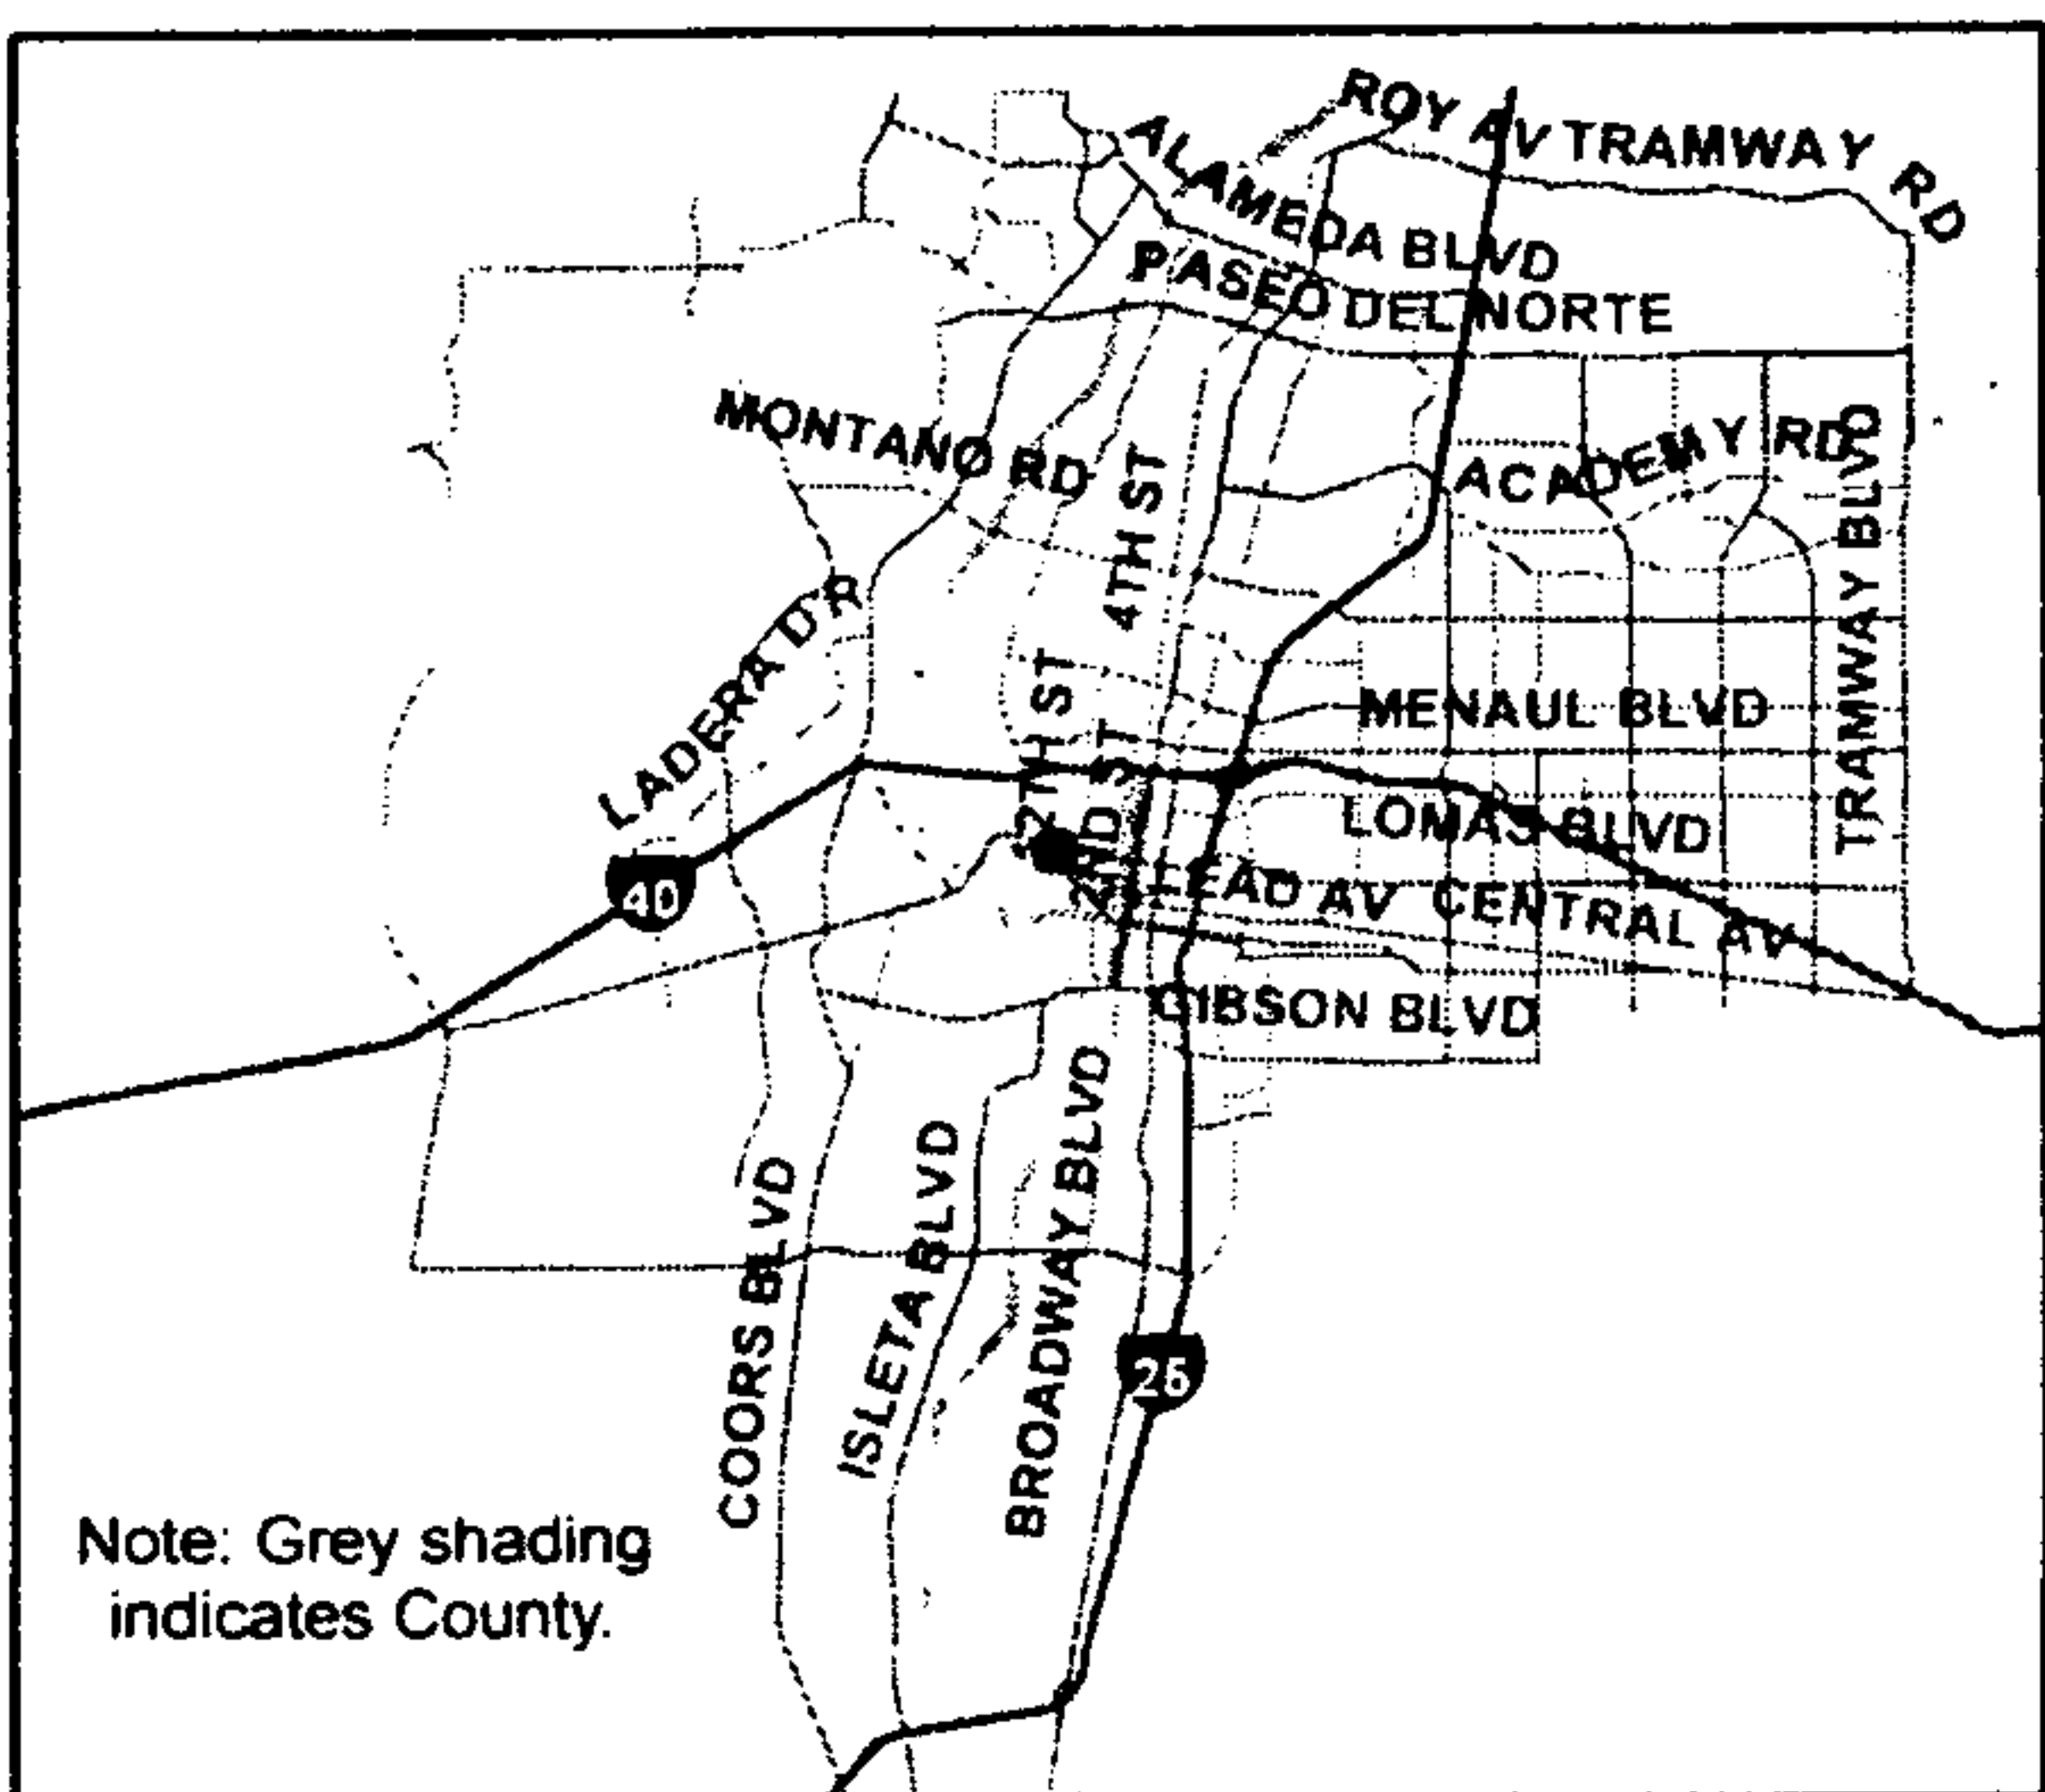 ROY AV TRAMWAY RD
ALAMEDA BLVD
PASEO DEL NORTE
MONTANO RD
ACADEMY RD
TRAMWAY BLVD
4TH ST
LADERA DR
12TH ST
MENAUL BLVD
2ND ST
LOMAS BLVD
40
LEAD AV
CENTRAL AV
GIBSON BLVD
COORS BLVD
ISLETA BLVD
BROADWAY BLVD
25
Note: Grey shading
indicates County.